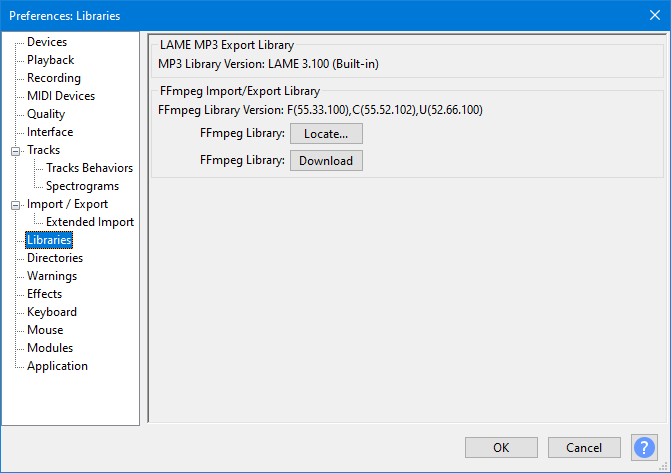 Preferences: Libraries
Devices
Playback
Recording
MIDI Devices
Quality
Interface
Tracks
Tracks Behaviors
Spectrograms
Import / Export
Extended Import
Libraries
Directories
Warnings
Effects
Keyboard
Mouse
Modules
Application
LAME MP3 Export Library
MP3 Library Version: LAME 3.100 (Built-in)
FFmpeg Import/Export Library
FFmpeg Library Version: F(55.33.100),C(55.52.102),U(52.66.100)
FFmpeg Library: Locate...
FFmpeg Library: Download
OK Cancel ?